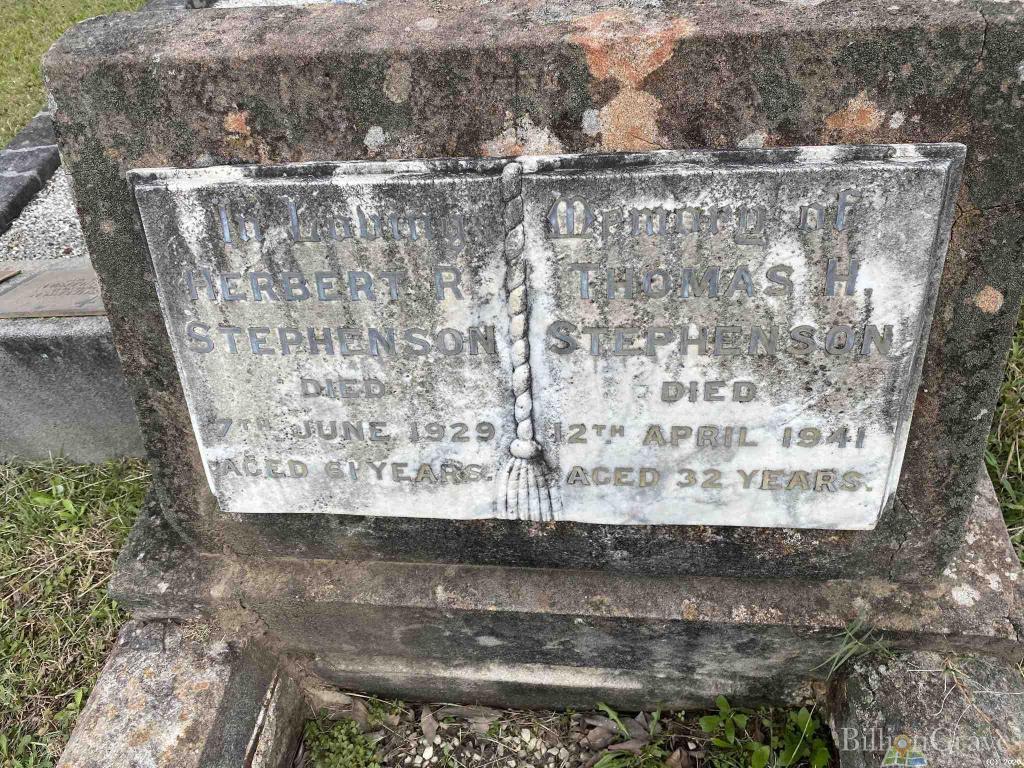 In Loving
HERBERT R.
STEPHENSON
DIED
7TH JUNE 1929
AGED 61 YEARS.
Memory of
THOMAS H.
STEPHENSON
DIED
12TH APRIL 1941
AGED 32 YEARS.
BillionGraves